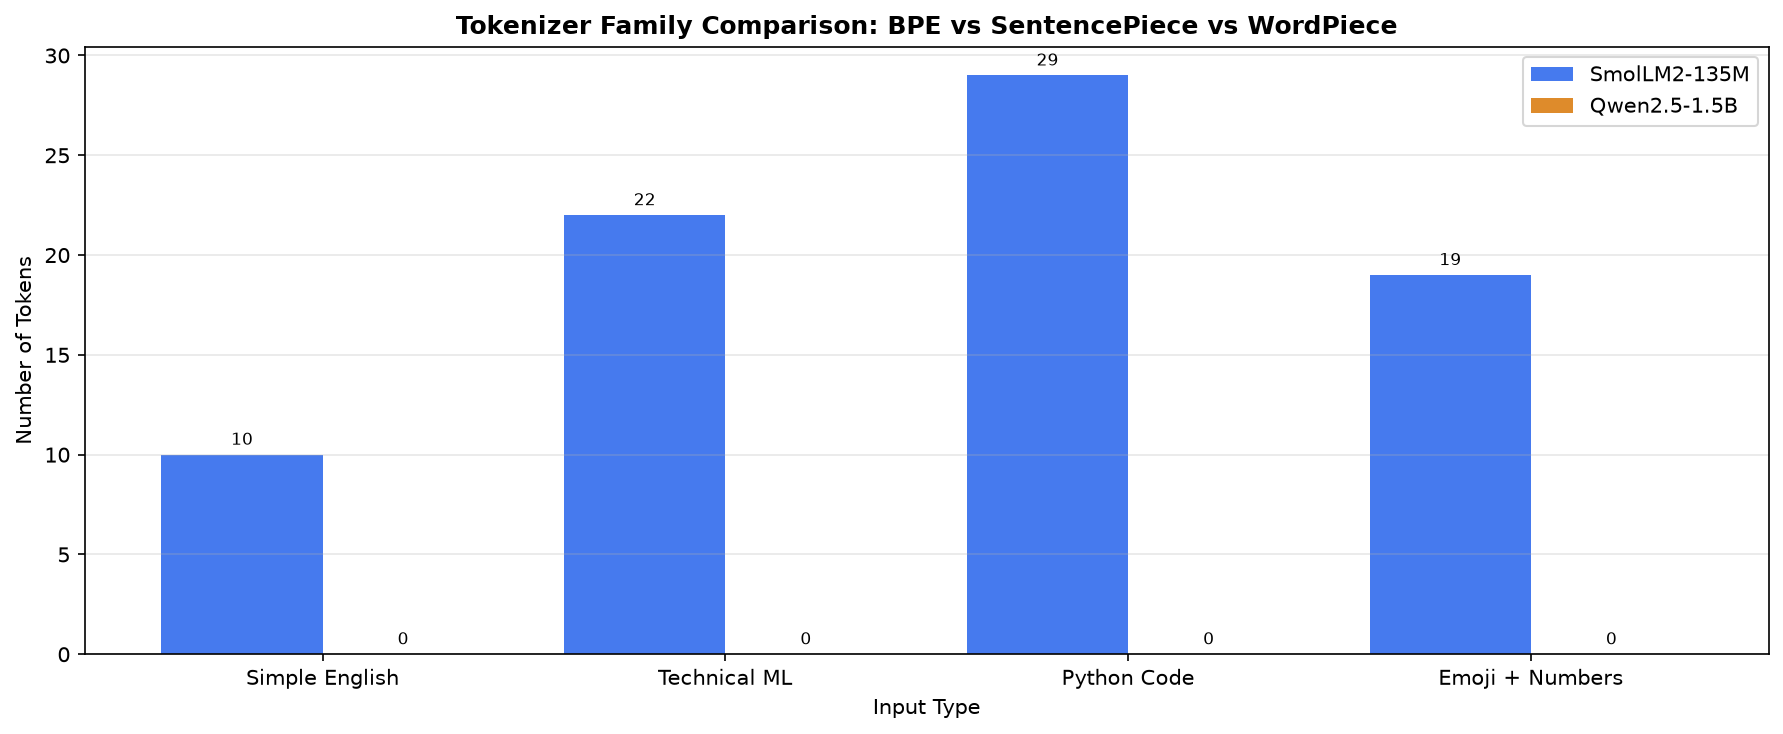 Tokenizer Family Comparison: BPE vs SentencePiece vs WordPiece
SmolLM2-135M
Qwen2.5-1.5B
Number of Tokens
30
25
20
15
10
5
0
10
0
22
0
29
0
19
0
Simple English
Technical ML
Python Code
Emoji + Numbers
Input Type